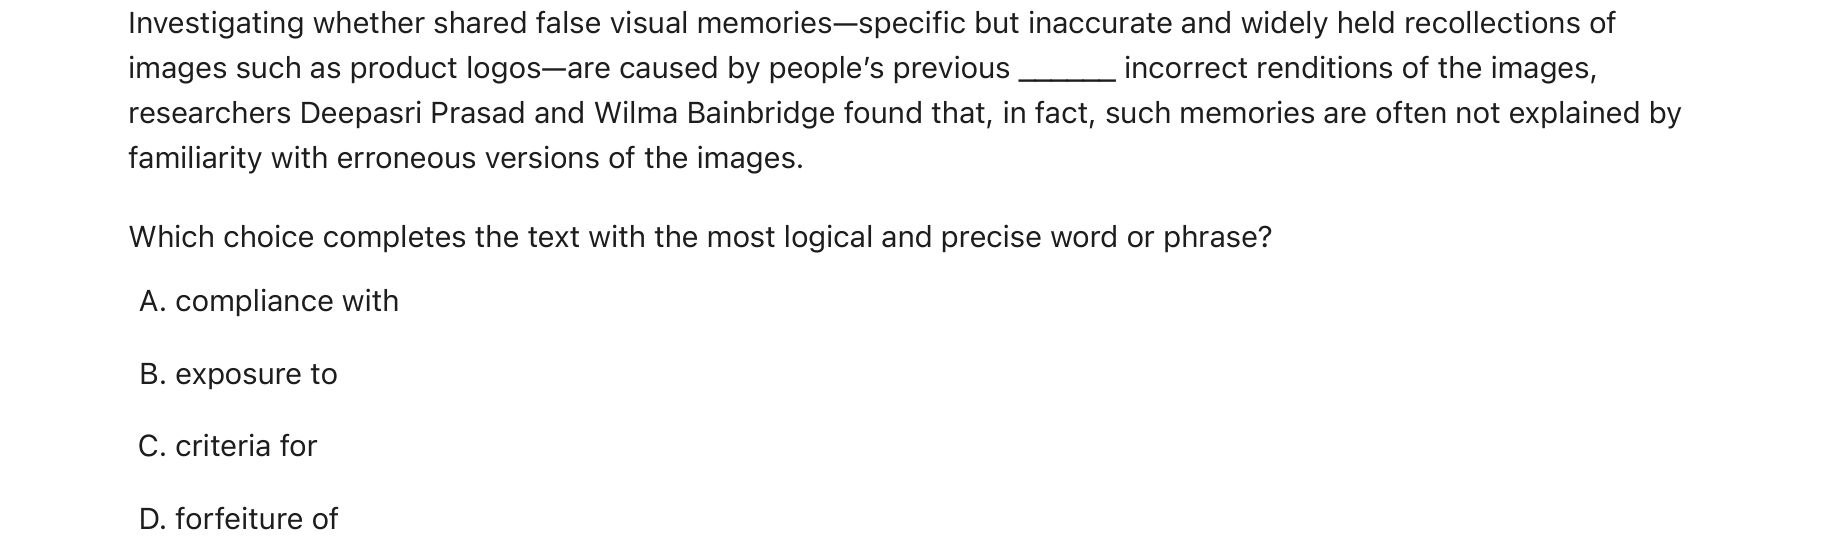 Investigating whether shared false visual memories—specific but inaccurate and widely held recollections of
images such as product logos—are caused by people’s previous ______ incorrect renditions of the images,
researchers Deepasri Prasad and Wilma Bainbridge found that, in fact, such memories are often not explained by
familiarity with erroneous versions of the images.
Which choice completes the text with the most logical and precise word or phrase?
A. compliance with
B. exposure to
C. criteria for
D. forfeiture of